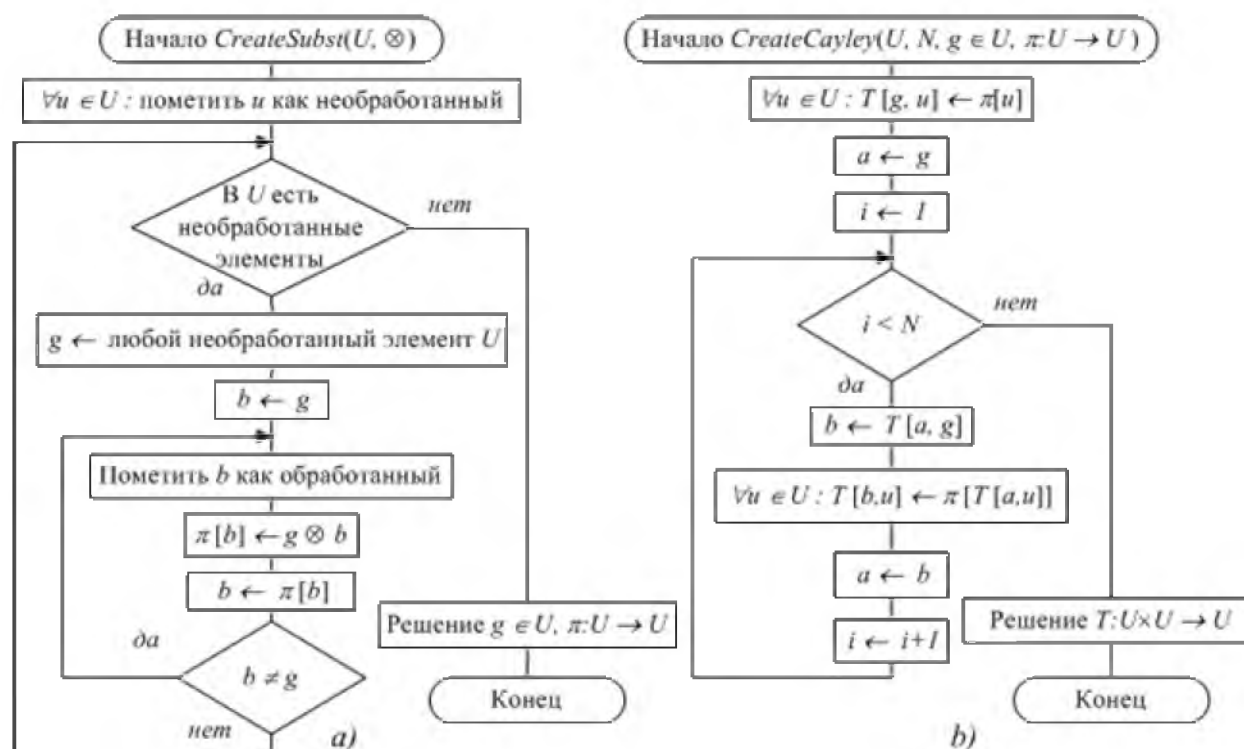 Начало CreateSubst(U, ⊗)
∀u ∈ U : пометить u как необработанный
В U есть
необработанные
элементы
нет
да
g ← любой необработанный элемент U
b ← g
Пометить b как обработанный
π [b] ← g ⊗ b
b ← π[b]
да
b ≠ g
нет
Решение g ∈ U, π:U → U
Конец
a)
Начало CreateCayley(U, N, g ∈ U, π:U → U )
∀u ∈ U : T [g, u] ← π[u]
a ← g
i ← 1
i < N
нет
да
b ← T [a, g]
∀u ∈ U : T [b,u] ← π [T [a,u]]
a ← b
i ← i+1
Решение T:U×U → U
Конец
b)